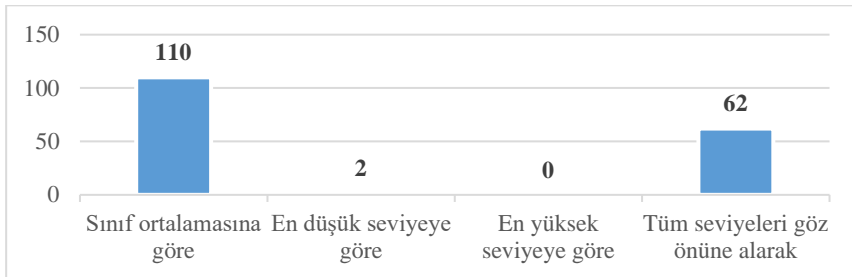 150
100
50
0
110
2
0
62
Sınıf ortalamasına
göre
En düşük seviyeye
göre
En yüksek
seviyeye göre
Tüm seviyeleri göz
önüne alarak